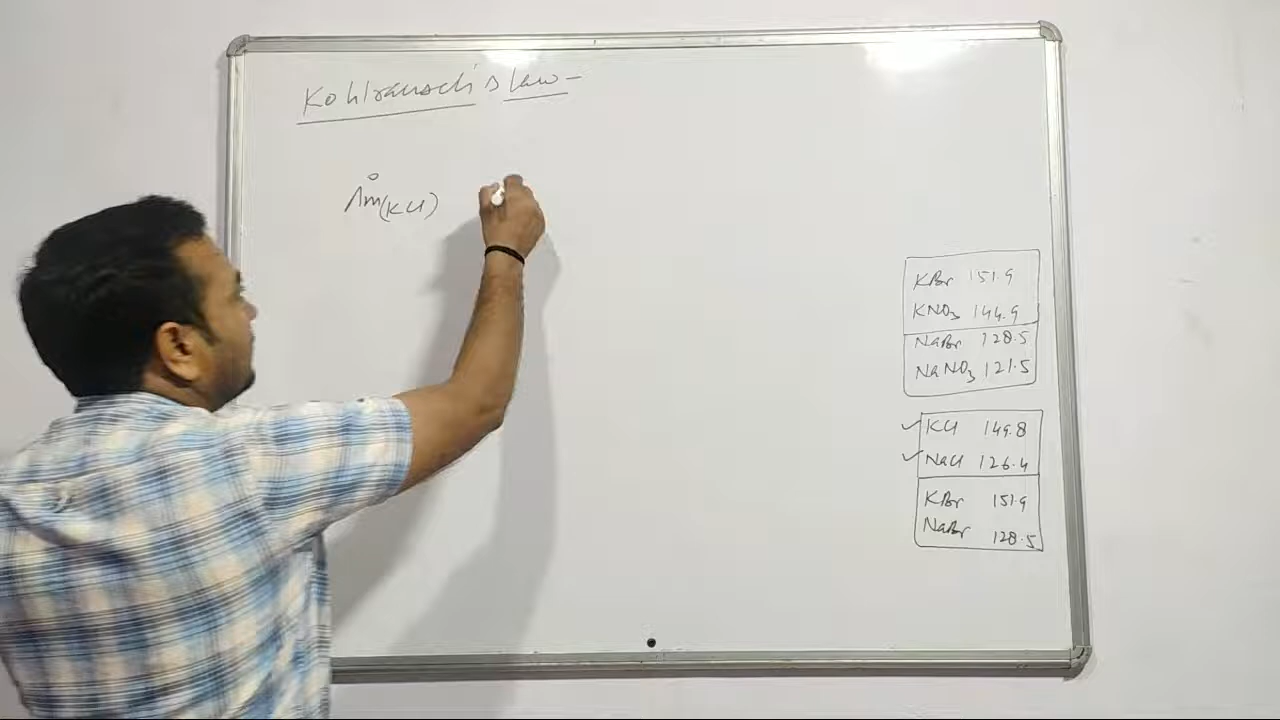 Kohlrausch's law -
Λ°m(KCl)
KBr 151.9
KNO₃ 144.9
NaBr 128.5
NaNO₃ 121.5
✓ KCl 149.8
✓ NaCl 126.4
KBr 151.9
NaBr 128.5